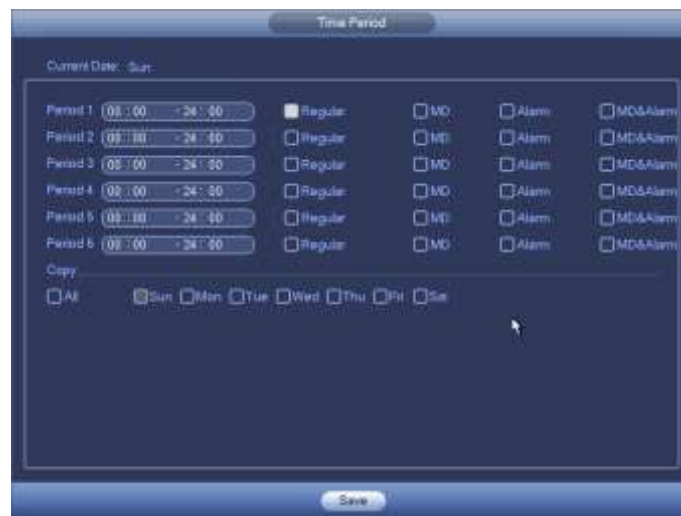 Time Period
Current Date: Sun
Period 1 00 : 00 - 24 : 00 Regular MD Alarm MD&Alarm
Period 2 00 : 00 - 24 : 00 Regular MD Alarm MD&Alarm
Period 3 00 : 00 - 24 : 00 Regular MD Alarm MD&Alarm
Period 4 00 : 00 - 24 : 00 Regular MD Alarm MD&Alarm
Period 5 00 : 00 - 24 : 00 Regular MD Alarm MD&Alarm
Period 6 00 : 00 - 24 : 00 Regular MD Alarm MD&Alarm
Copy
All Sun Mon Tue Wed Thu Fri Sat
Save